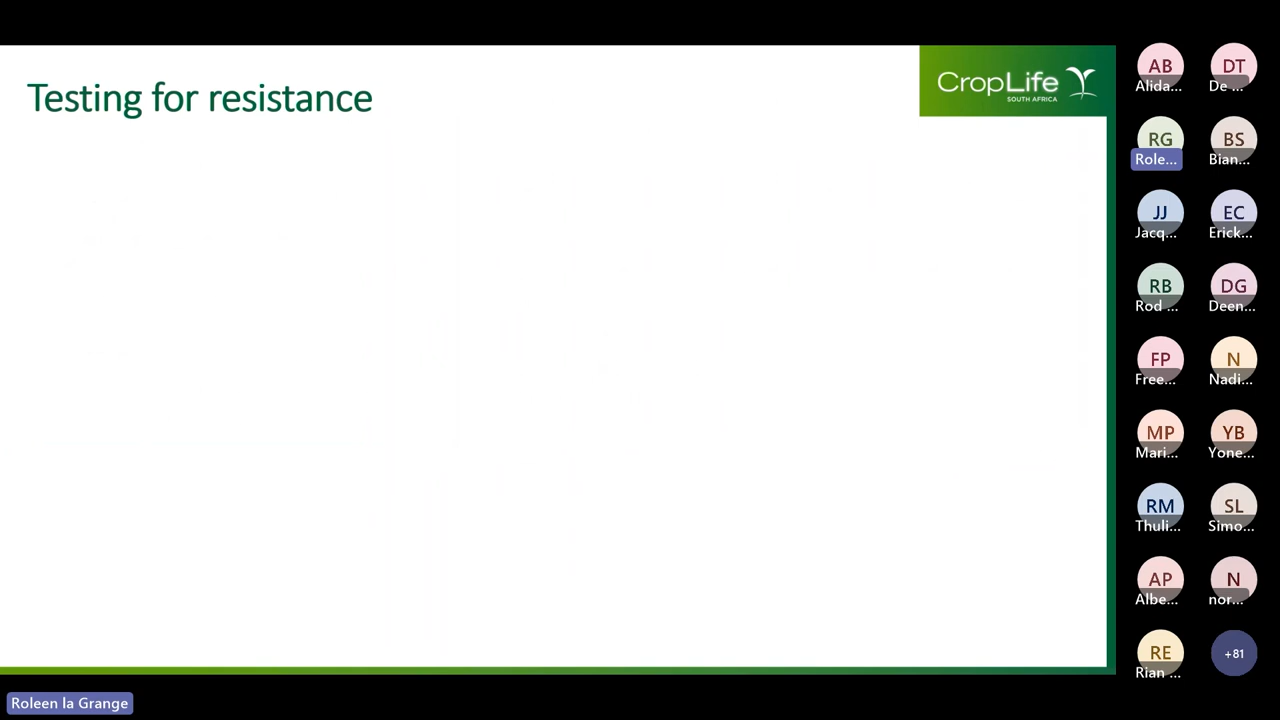 Testing for resistance
CropLife
SOUTH AFRICA
AB
Alida...
DT
De ...
RG
Role...
BS
Bian...
JJ
Jacq...
EC
Erick...
RB
Rod ...
DG
Deen...
FP
Free...
N
Nadi...
MP
Mari...
YB
Yone...
RM
Thuli...
SL
Simo...
AP
Albe...
N
nor...
RE
Rian ...
+81
Roleen la Grange